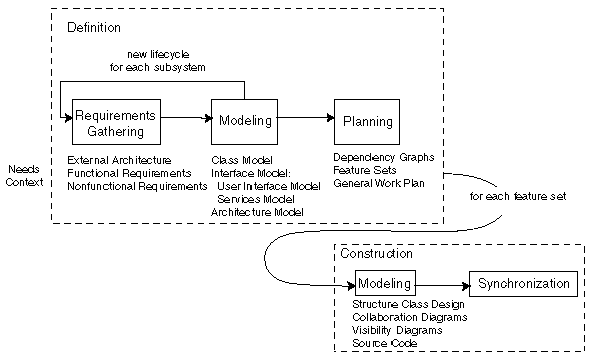 Definition
new lifecycle
for each subsystem
Requirements
Gathering
Modeling
Planning
External Architecture
Functional Requirements
Nonfunctional Requirements
Class Model
Interface Model:
User Interface Model
Services Model
Architecture Model
Dependency Graphs
Feature Sets
General Work Plan
Needs
Context
for each feature set
Construction
Modeling
Synchronization
Structure Class Design
Collaboration Diagrams
Visibility Diagrams
Source Code